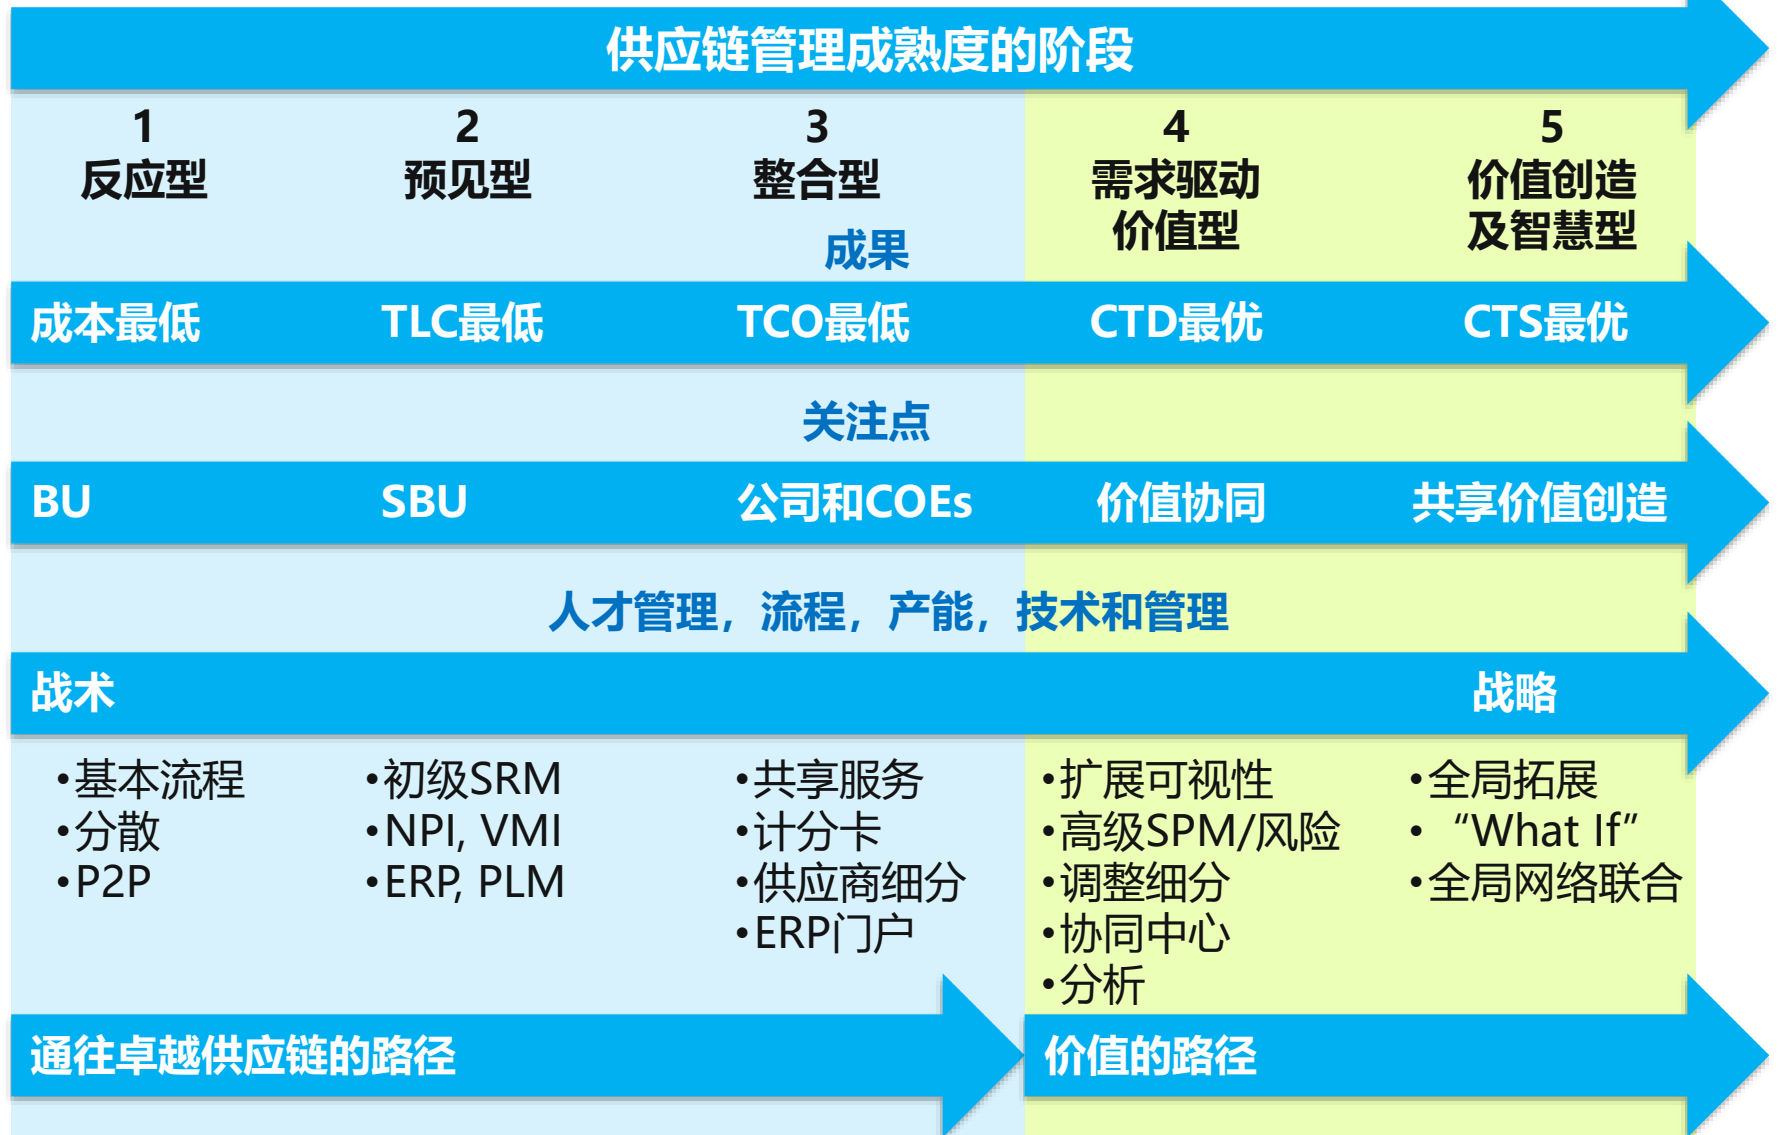 供应链管理成熟度的阶段
1 2 3 4 5
反应型 预见型 整合型 需求驱动 价值创造
价值型 及智慧型
成果
成本最低 TLC最低 TCO最低 CTD最优 CTS最优
关注点
BU SBU 公司和COEs 价值协同 共享价值创造
人才管理，流程，产能，技术和管理
战术 战略
•基本流程 •初级SRM •共享服务 •扩展可视性 •全局拓展
•分散 •NPI, VMI •计分卡 •高级SPM/风险 •“What If”
•P2P •ERP, PLM •供应商细分 •调整细分 •全局网络联合
•ERP门户 •协同中心
•分析
通往卓越供应链的路径 价值的路径